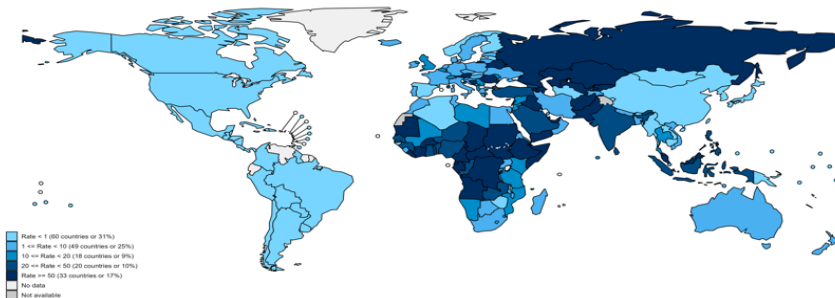 Rate < 1 (60 countries or 31%)
1 <= Rate < 10 (49 countries or 25%)
10 <= Rate < 20 (18 countries or 9%)
20 <= Rate < 50 (20 countries or 10%)
Rate >= 50 (33 countries or 17%)
No data
Not available